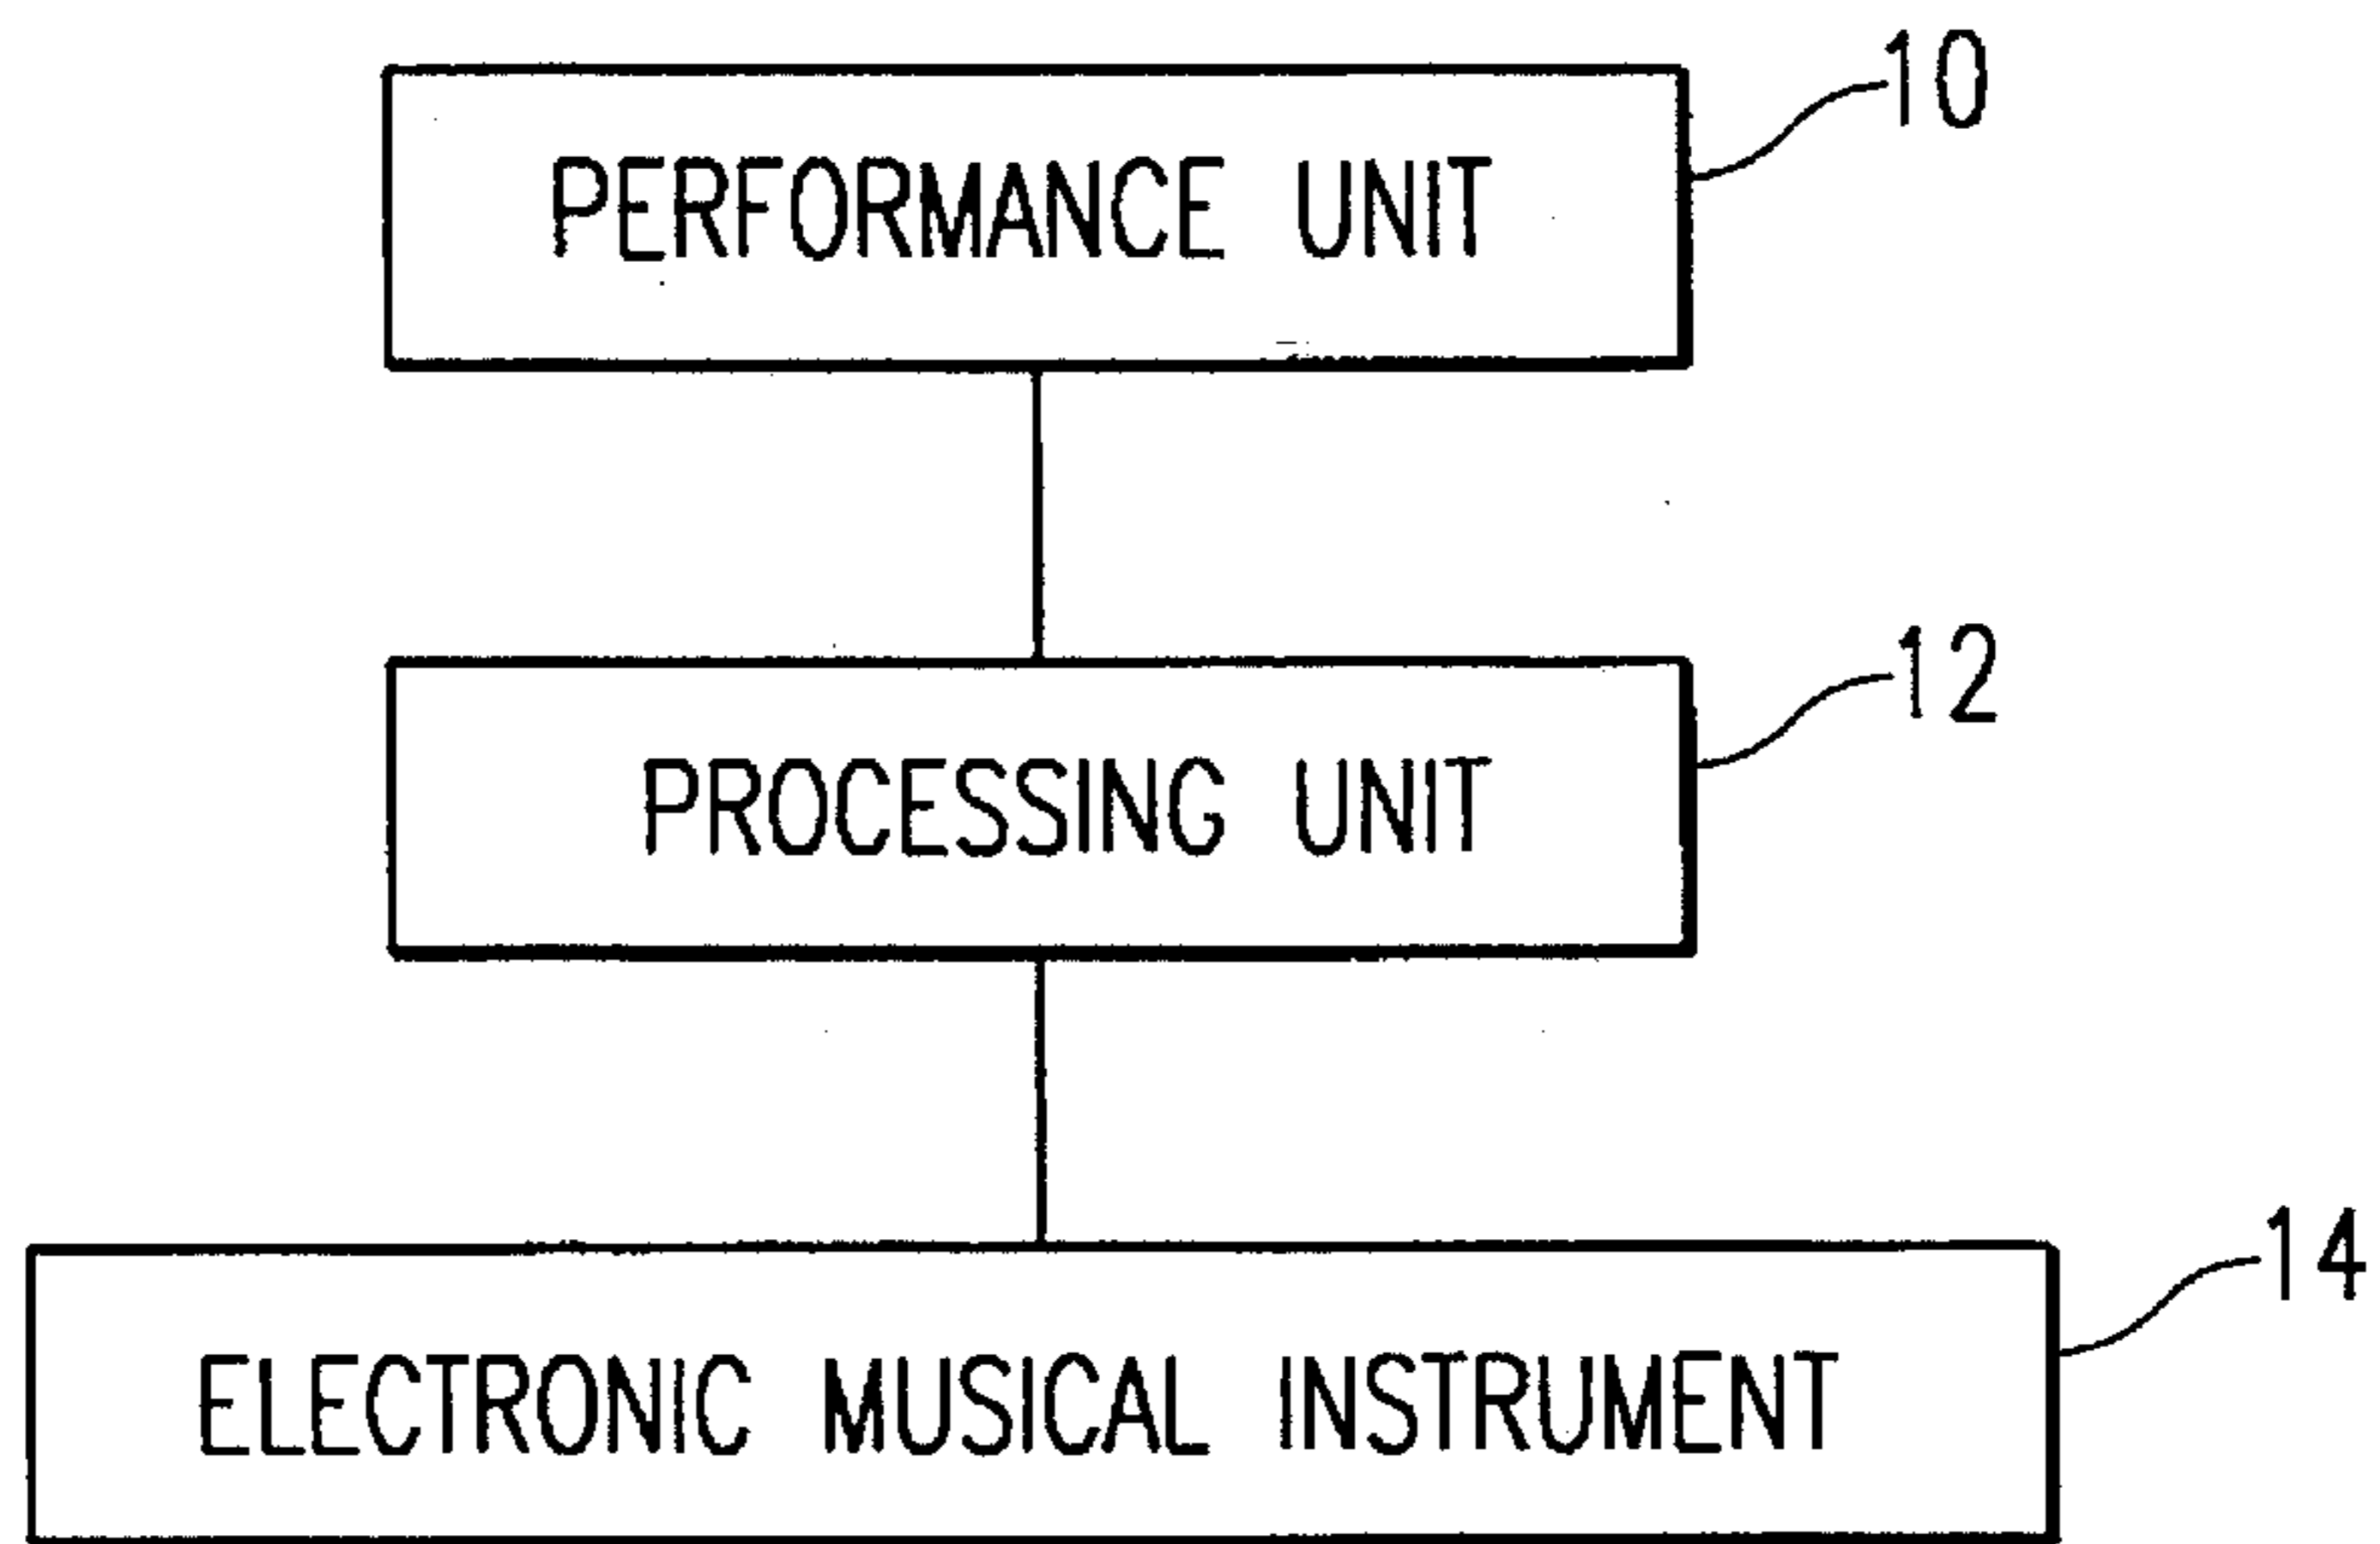 10
PERFORMANCE UNIT
12
PROCESSING UNIT
14
ELECTRONIC MUSICAL INSTRUMENT